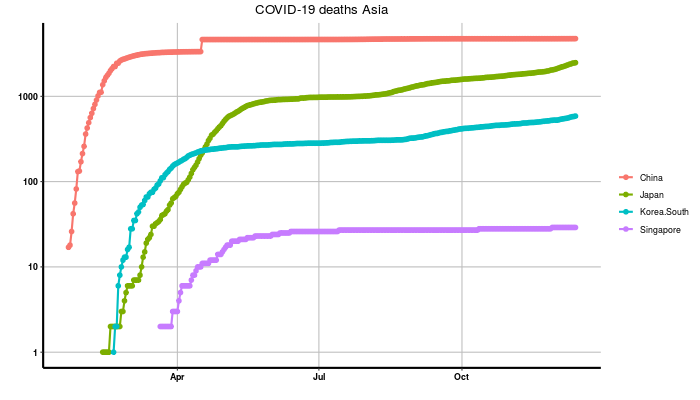 COVID-19 deaths Asia
1000
100
10
1
Apr Jul Oct
China
Japan
Korea.South
Singapore